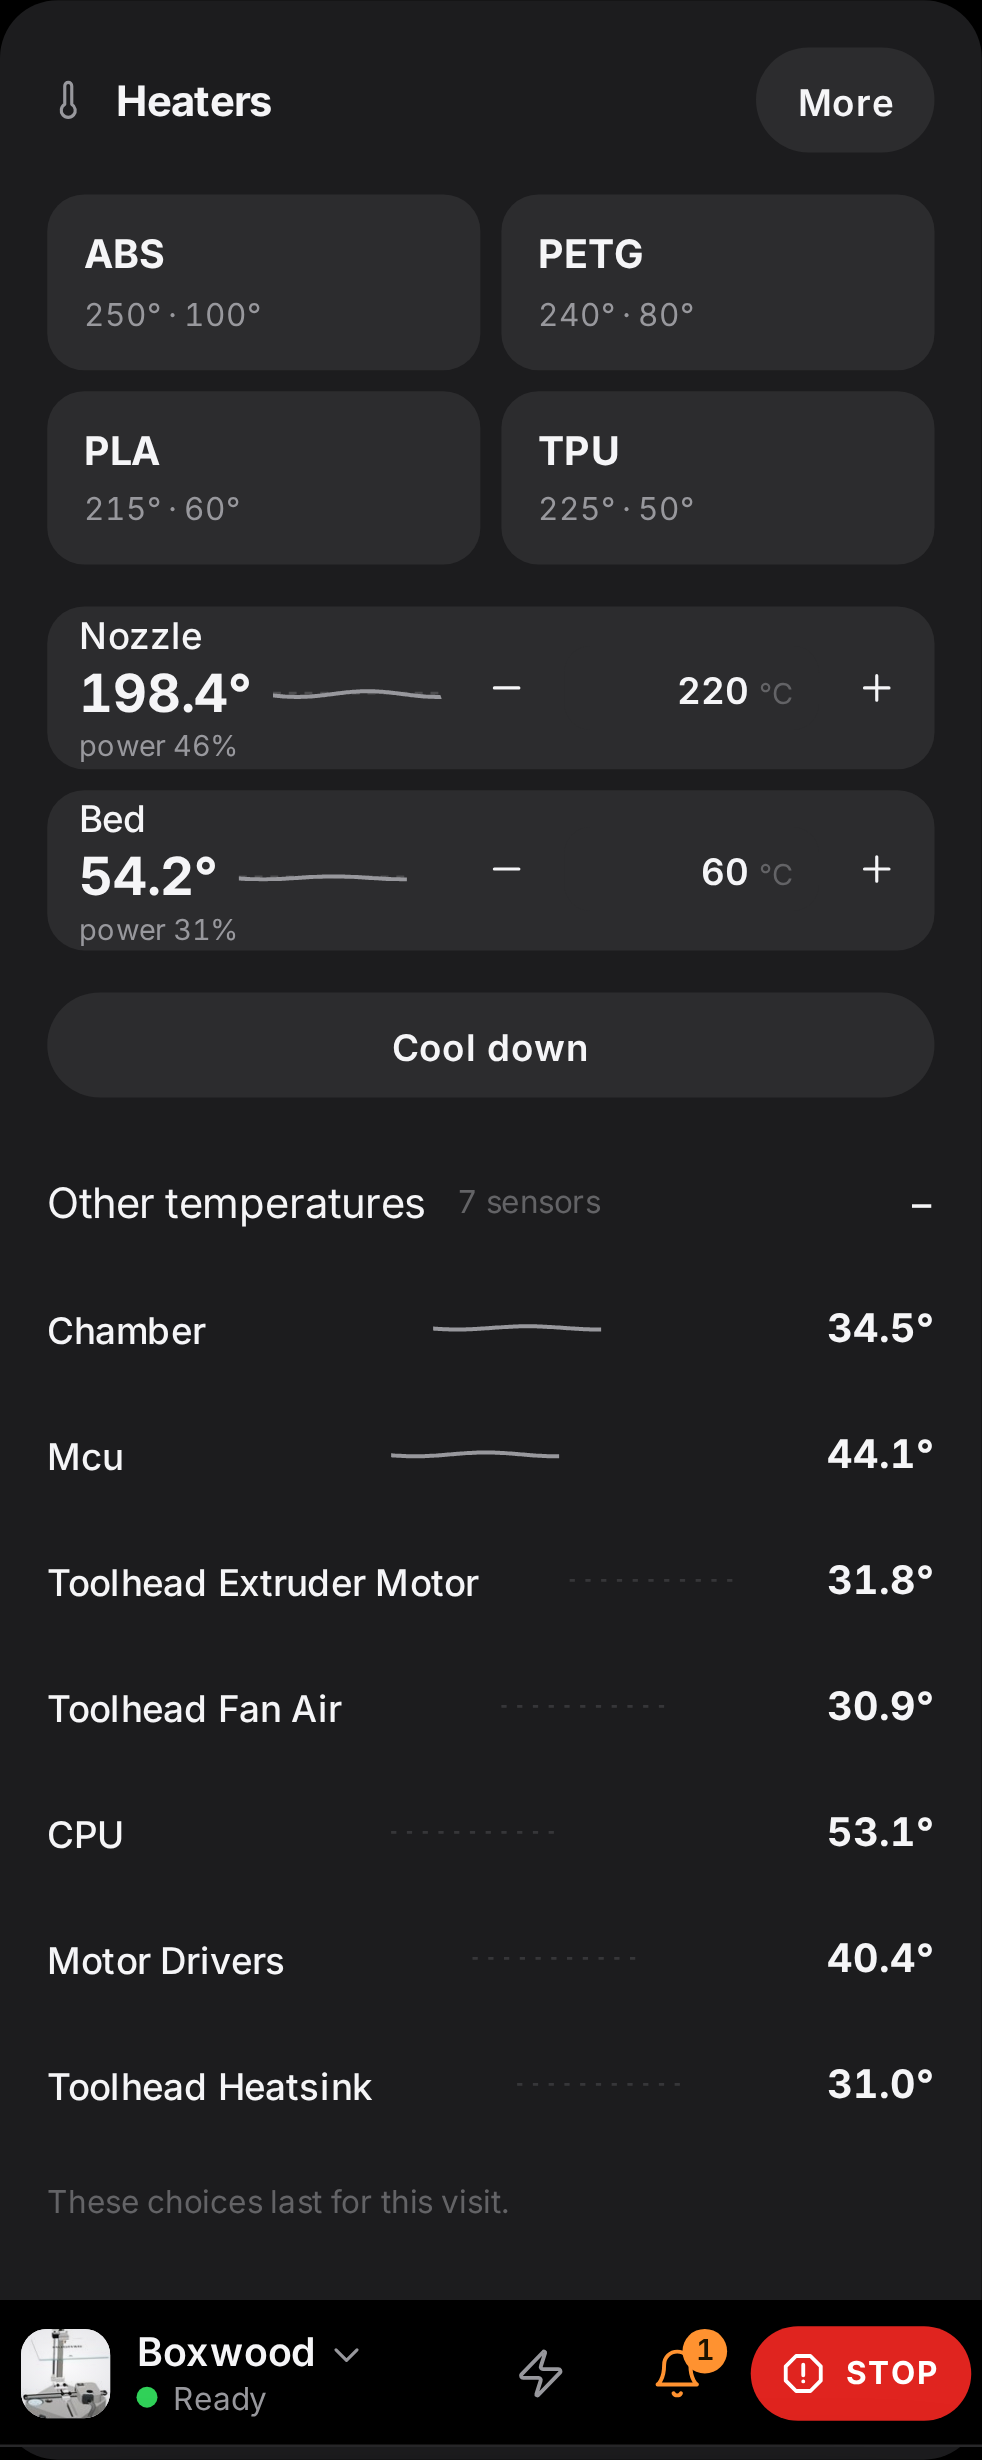 Heaters
More
ABS
250° · 100°
PETG
240° · 80°
PLA
215° · 60°
TPU
225° · 50°
Nozzle
198.4°
220 °C
power 46%
Bed
54.2°
60 °C
power 31%
Cool down
Other temperatures 7 sensors
Chamber 34.5°
Mcu 44.1°
Toolhead Extruder Motor 31.8°
Toolhead Fan Air 30.9°
CPU 53.1°
Motor Drivers 40.4°
Toolhead Heatsink 31.0°
These choices last for this visit.
Boxwood
Ready
1
STOP